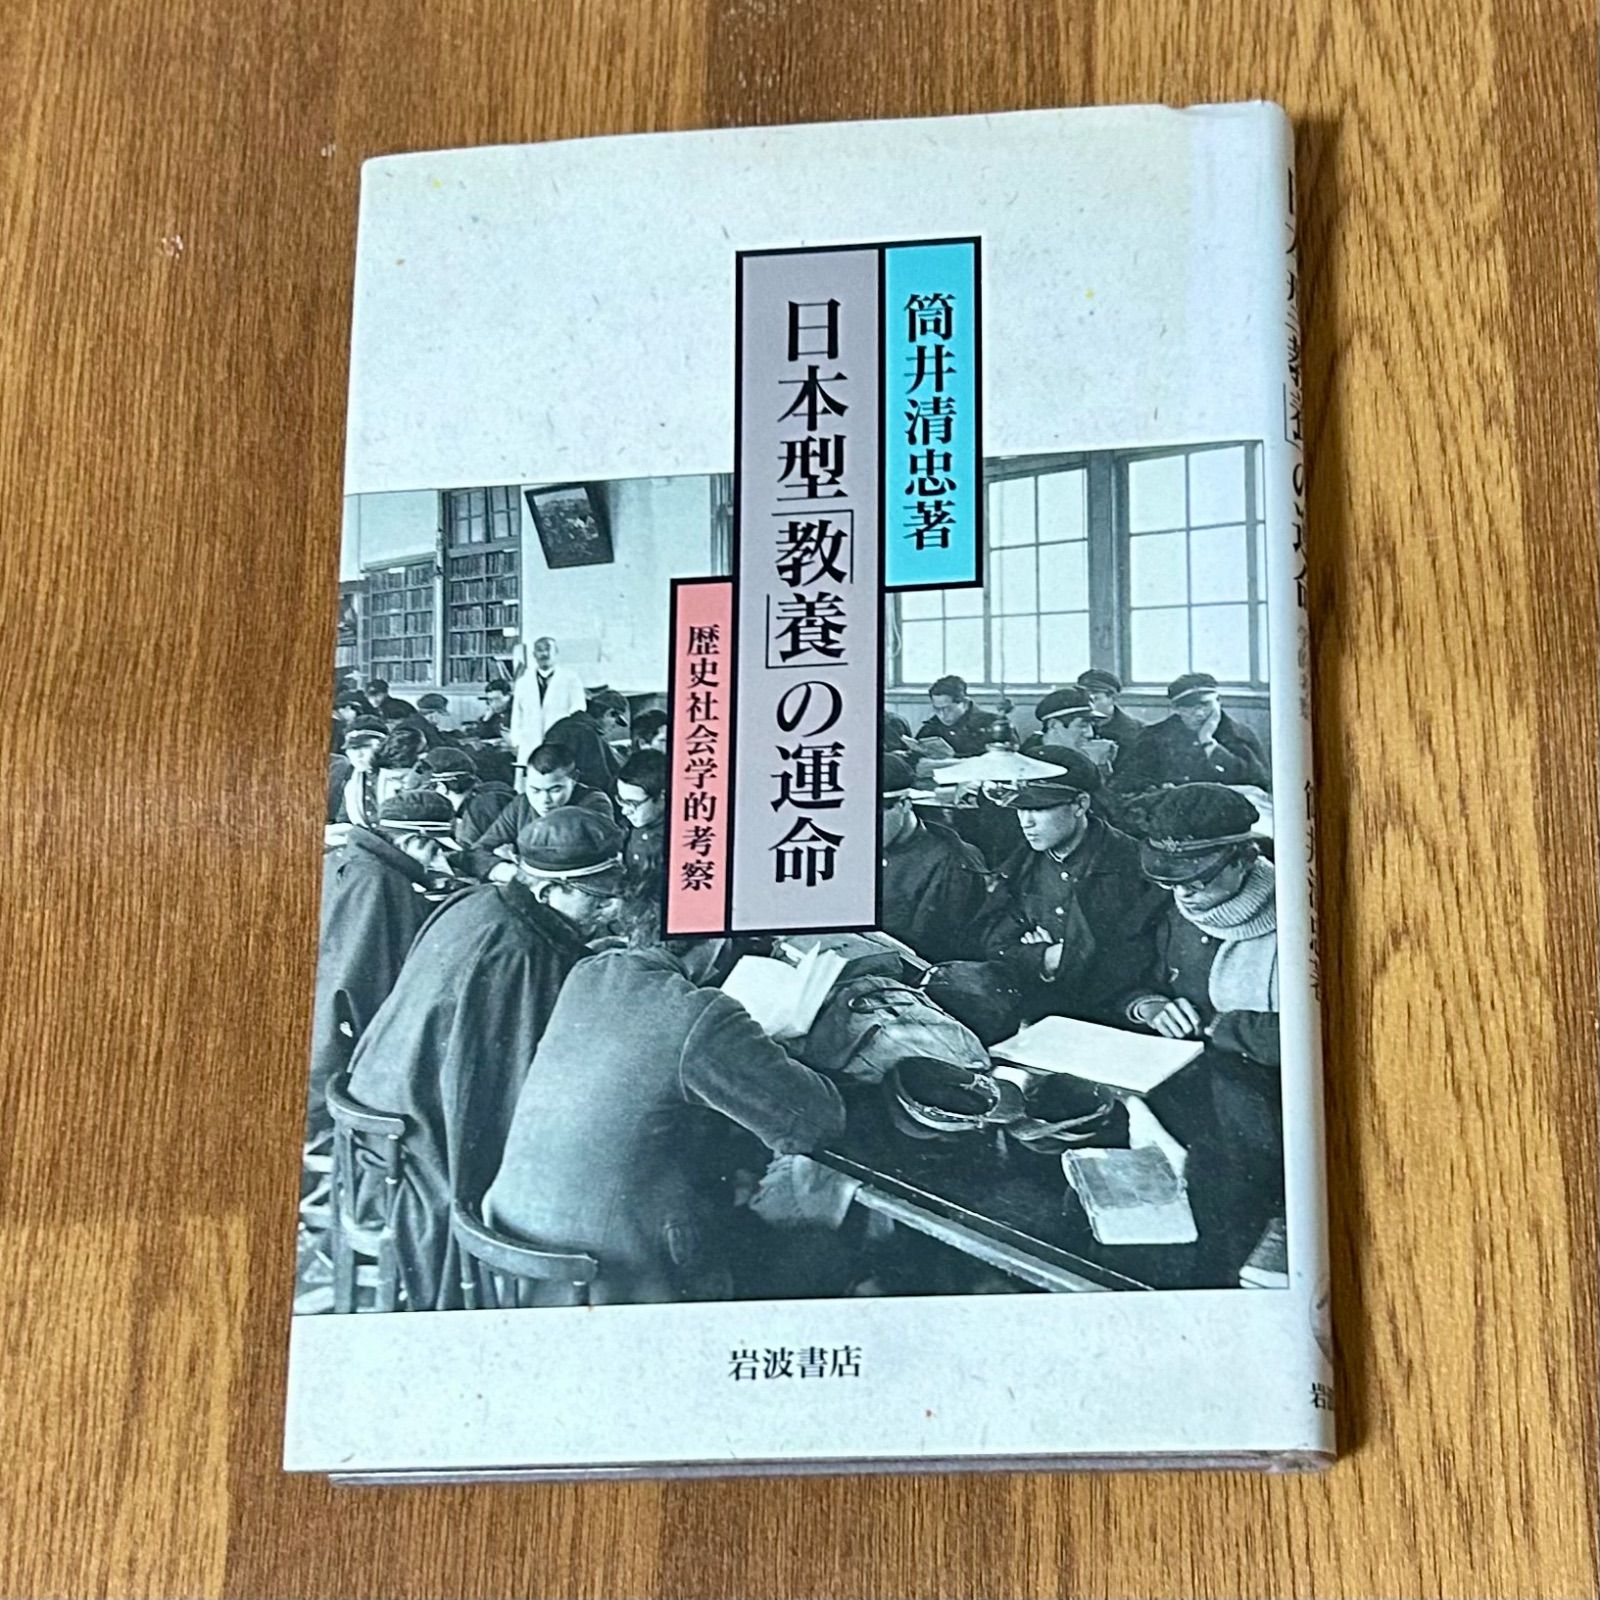 筒井清忠著
日本型「教養」の運命
歴史社会学的考察
岩波書店